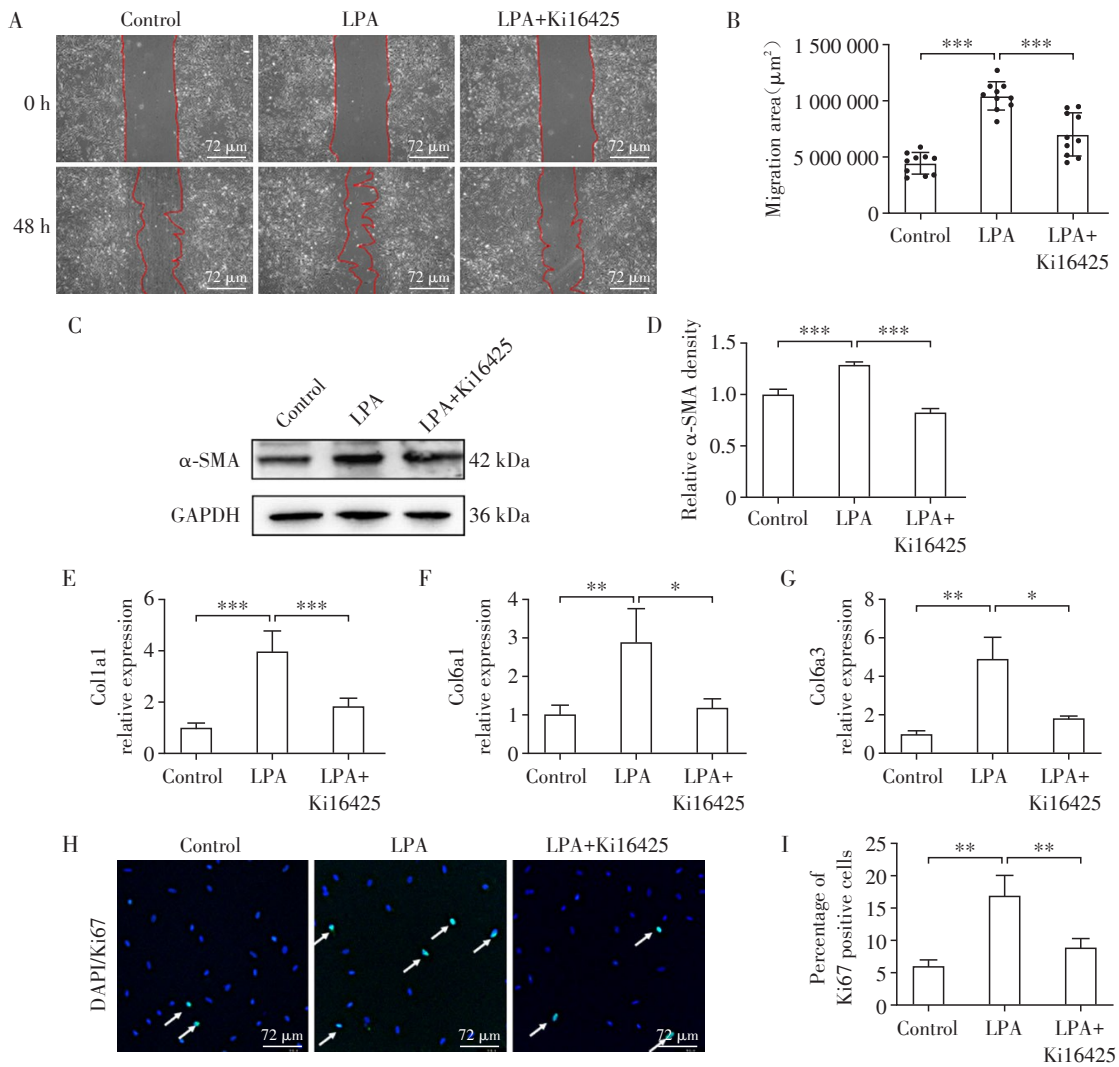 A
Control
LPA
LPA+Ki16425
0 h
72 μm
72 μm
72 μm
48 h
72 μm
72 μm
72 μm
B
Migration area(μm²)
1 500 000
1 000 000
5 000 000
0
***
***
Control
LPA
LPA+
Ki16425
C
Control
LPA
LPA+Ki16425
α-SMA
42 kDa
GAPDH
36 kDa
D
Relative α-SMA density
1.5
1.0
0.5
0
***
***
Control
LPA
LPA+
Ki16425
E
Col1a1
relative expression
6
4
2
0
***
***
Control
LPA
LPA+
Ki16425
F
Col6a1
relative expression
4
3
2
1
0
**
*
Control
LPA
LPA+
Ki16425
G
Col6a3
relative expression
8
6
4
2
0
**
*
Control
LPA
LPA+
Ki16425
H
Control
LPA
LPA+Ki16425
DAPI/Ki67
72 μm
72 μm
72 μm
I
Percentage of
Ki67 positive cells
25
20
15
10
5
0
**
**
Control
LPA
LPA+
Ki16425